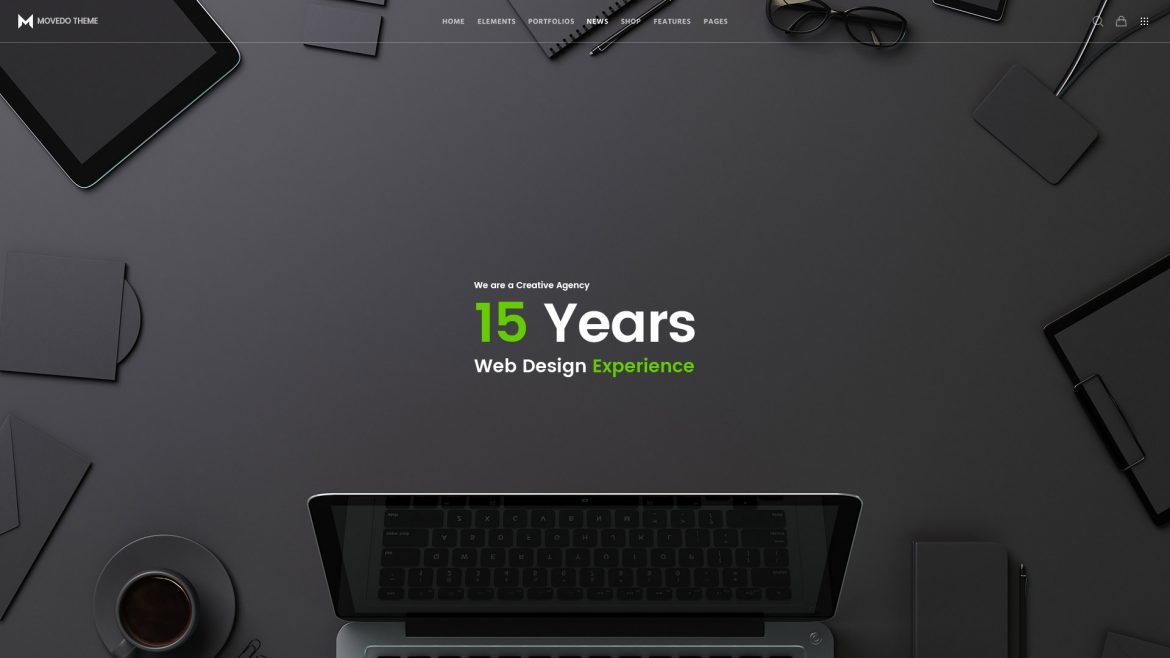 MOVEDO THEME
HOME ELEMENTS PORTFOLIOS NEWS SHOP FEATURES PAGES
We are a Creative Agency
15 Years
Web Design Experience